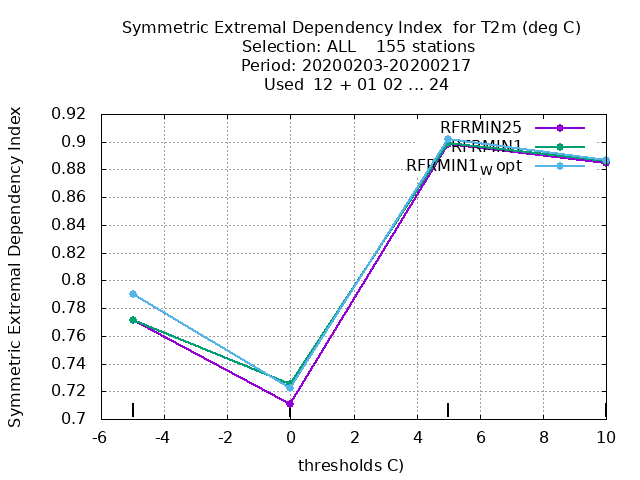 Symmetric Extremal Dependency Index  for T2m (deg C)
Selection: ALL    155 stations
Period: 20200203-20200217
Used  12 + 01 02 ... 24
Symmetric Extremal Dependency Index
0.92
0.9
0.88
0.86
0.84
0.82
0.8
0.78
0.76
0.74
0.72
0.7
RFRMIN25
RFRMIN1
RFRMIN1W opt
-6 -4 -2 0 2 4 6 8 10
thresholds C)